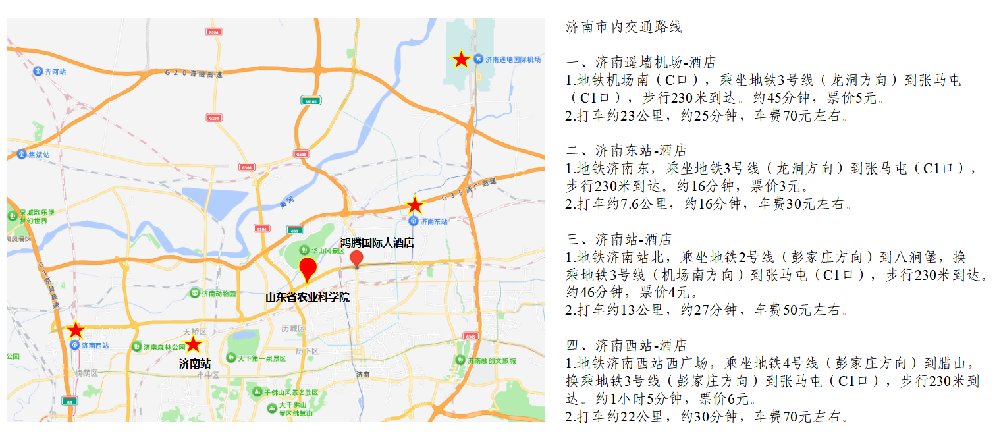 G104
济南遥墙国际机场
齐河站
G20青银高速
S8105
G104
焦斌站
G220
G308
G35济广高速
黄河
泉城欧乐堡
梦幻世界
济南东站
G104
G35
国风景区
鸿腾国际大酒店
华山风景区
G3京台高速
山东省农业科学院
济南动物园
天桥区
历城区
G309
济南西站
济南森林公园
历下区
天下第一泉景区
济南融创文旅城
公园
济南站
槐荫区
市中区
济南
千佛山风景名胜区
G3
大千佛山
景区佛慧山
济南市内交通路线
一、济南遥墙机场-酒店
1.地铁机场南（C口），乘坐地铁3号线（龙洞方向）到张马屯
（C1口），步行230米到达。约45分钟，票价5元。
2.打车约23公里，约25分钟，车费70元左右。
二、济南东站-酒店
1.地铁济南东，乘坐地铁3号线（龙洞方向）到张马屯（C1口），
步行230米到达。约16分钟，票价3元。
2.打车约7.6公里，约16分钟，车费30元左右。
三、济南站-酒店
1.地铁济南站北，乘坐地铁2号线（彭家庄方向）到八涧堡，换
乘地铁3号线（机场南方向）到张马屯（C1口），步行230米到达。
约46分钟，票价4元。
2.打车约13公里，约27分钟，车费50元左右。
四、济南西站-酒店
1.地铁济南西站西广场，乘坐地铁4号线（彭家庄方向）到腊山，
换乘地铁3号线（彭家庄方向）到张马屯（C1口），步行230米到
达。约1小时5分钟，票价6元。
2.打车约22公里，约30分钟，车费70元左右。